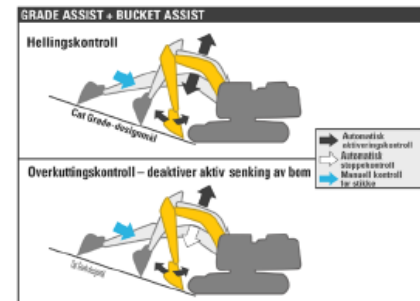 GRADE ASSIST + BUCKET ASSIST
Hellingskontroll
Cat Grade-designmål
Automatisk
aktiveringskontroll
Automatisk
stoppekontroll
Manuell kontroll
for stikke
Overkuttingskontroll – deaktiver aktiv senking av bom